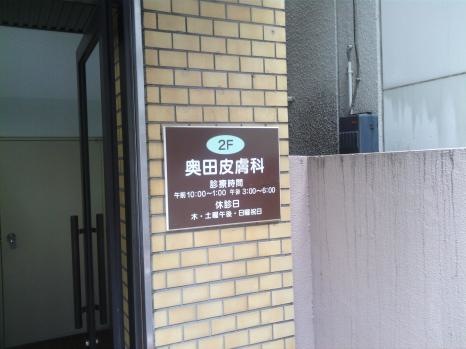 2F
奥田皮膚科
診療時間
午前10:00～1:00 午後3:00～6:00
休診日
木・土曜午後・日曜祝日